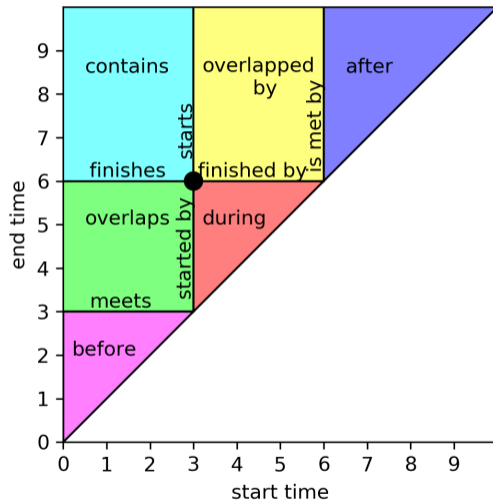 9
8
7
6
5
4
3
2
1
0
end time
contains
overlapped
by
after
starts
is met by
finishes
finished by
overlaps
during
started by
meets
before
0 1 2 3 4 5 6 7 8 9
start time